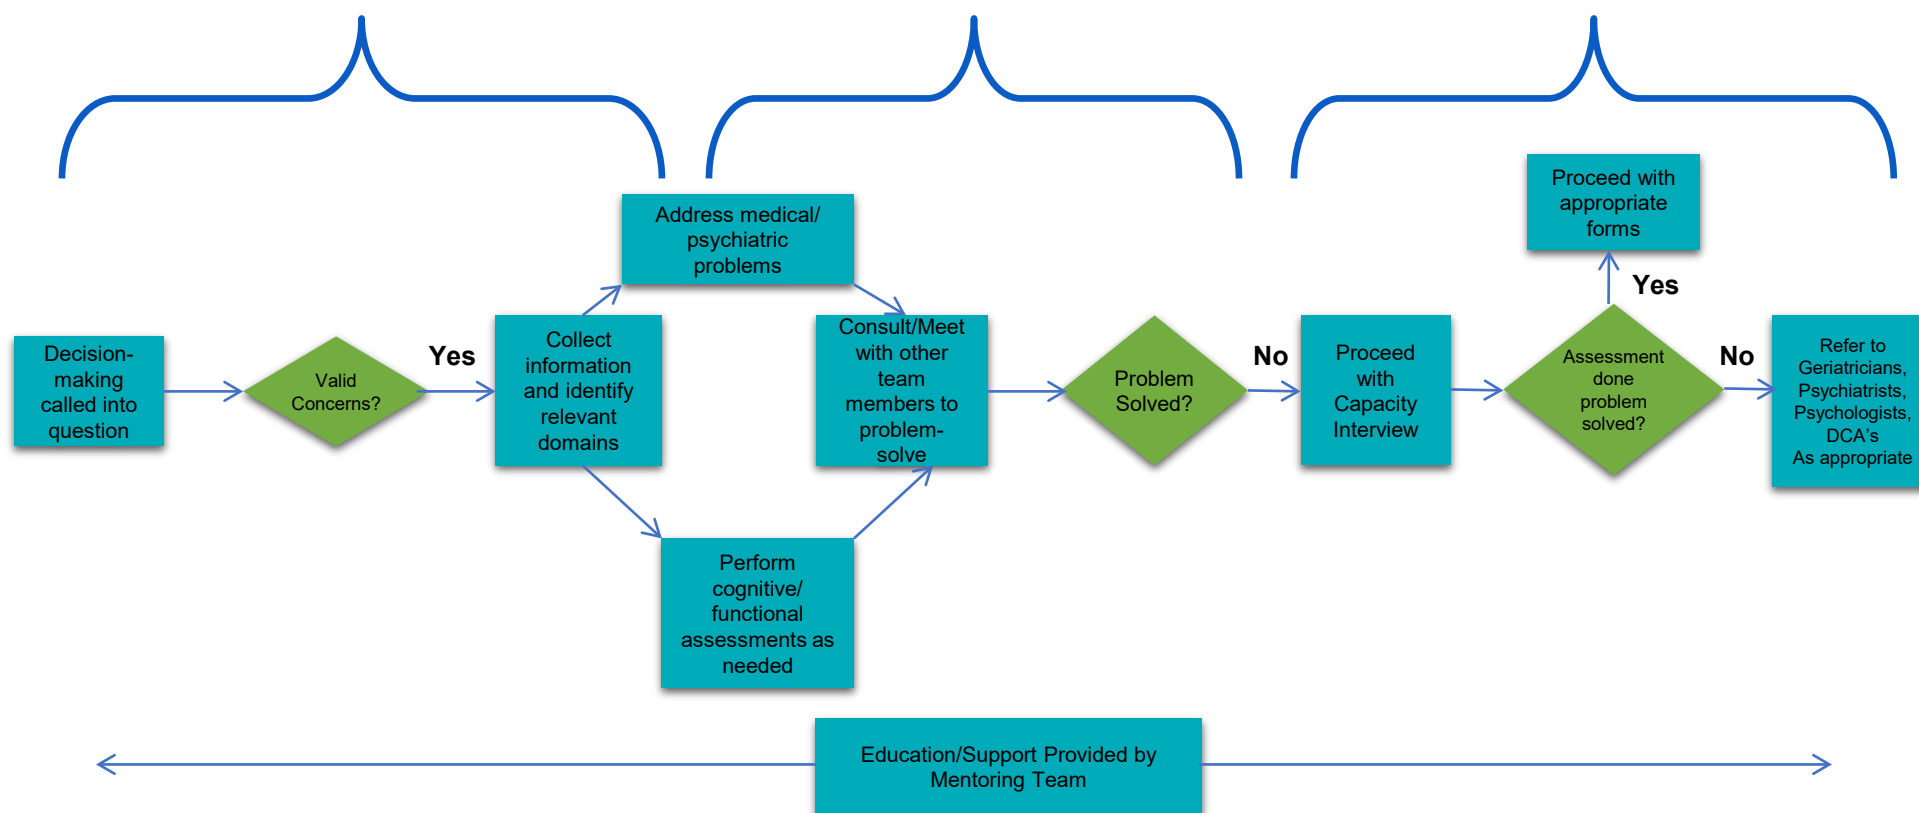 Decision-
making
called into
question
Valid
Concerns?
Yes
Collect
information
and identify
relevant
domains
Address medical/
psychiatric
problems
Perform
cognitive/
functional
assessments as
needed
Consult/Meet
with other
team
members to
problem-
solve
Problem
Solved?
No
Proceed
with
Capacity
Interview
Assessment
done
problem
solved?
Yes
Proceed with
appropriate
forms
No
Refer to
Geriatricians,
Psychiatrists,
Psychologists,
DCA's
As appropriate
Education/Support Provided by
Mentoring Team